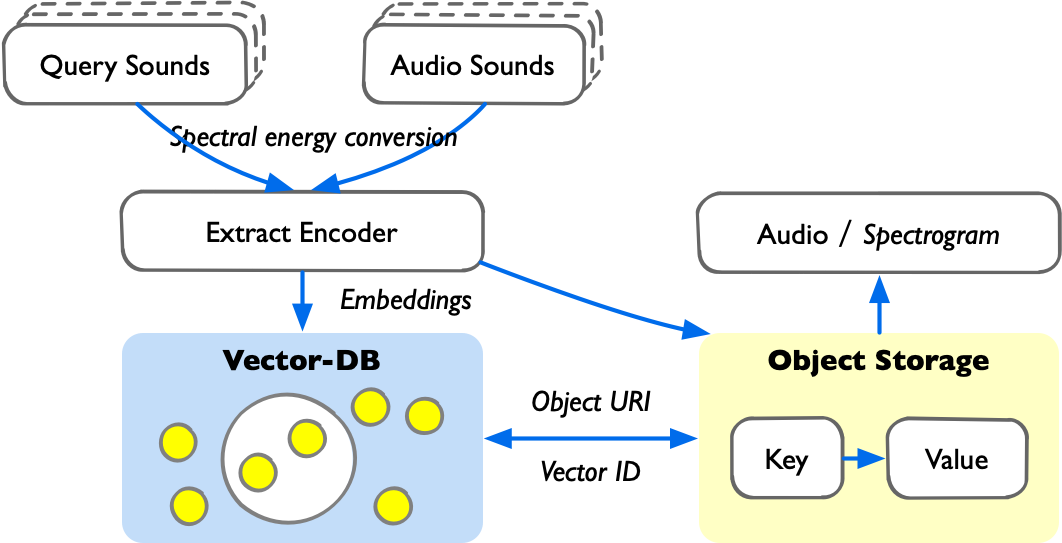 Query Sounds
Audio Sounds
Spectral energy conversion
Extract Encoder
Audio / Spectrogram
Embeddings
Vector-DB
Object Storage
Object URI
Vector ID
Key
Value